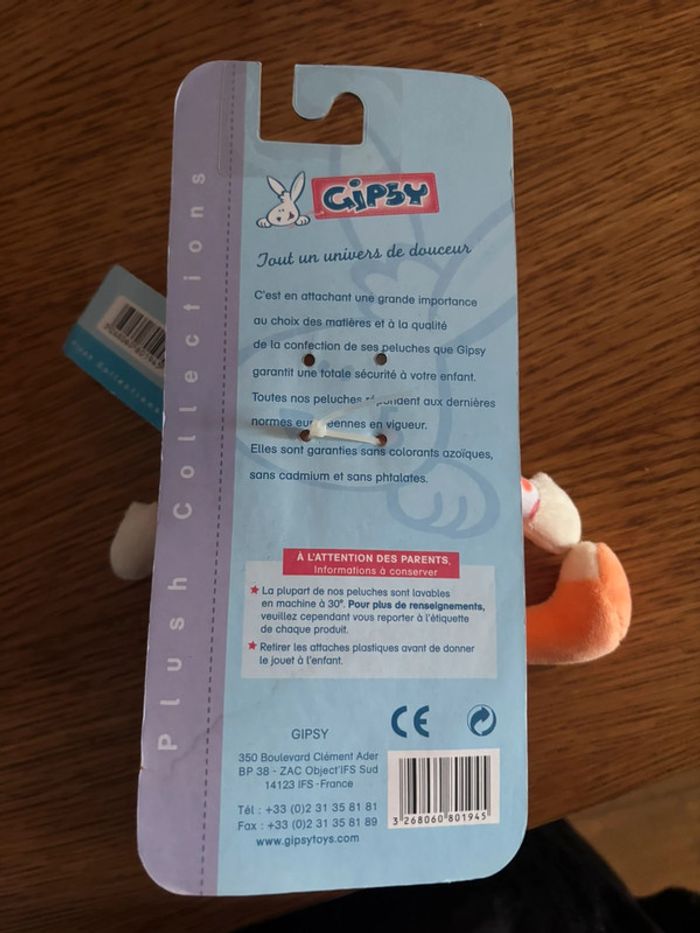 GiPSY
Tout un univers de douceur
C'est en attachant une grande importance
au choix des matières et à la qualité
de la confection de ses peluches que Gipsy
garantit une totale sécurité à votre enfant.
Toutes nos peluches répondent aux dernières
normes européennes en vigueur.
Elles sont garanties sans colorants azoïques,
sans cadmium et sans phtalates.
À L'ATTENTION DES PARENTS,
Informations à conserver
★ La plupart de nos peluches sont lavables
en machine à 30°. Pour plus de renseignements,
veuillez cependant vous reporter à l'étiquette
de chaque produit.
★ Retirer les attaches plastiques avant de donner
le jouet à l'enfant.
CE
GIPSY
350 Boulevard Clément Ader
BP 38 - ZAC Object'IFS Sud
14123 IFS - France
Tél : +33 (0)2 31 35 81 81
Fax : +33 (0)2 31 35 81 89
www.gipsytoys.com
3 268060 801945
Plush Collections
Plush Collections